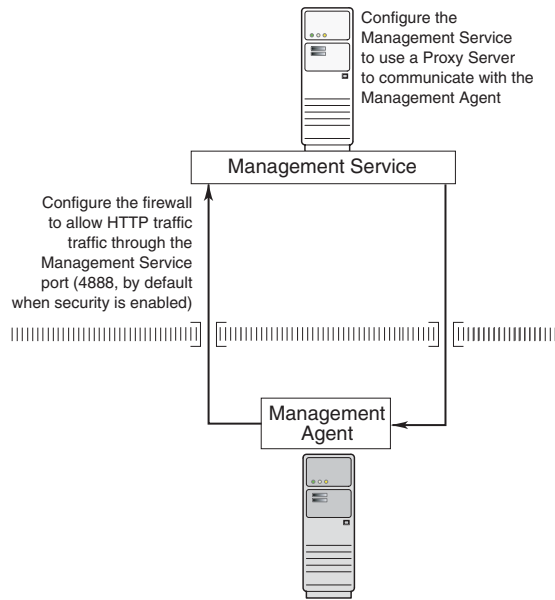 Configure the
Management Service
to use a Proxy Server
to communicate with the
Management Agent
Management Service
Configure the firewall
to allow HTTP traffic
traffic through the
Management Service
port (4888, by default
when security is enabled)
Management
Agent